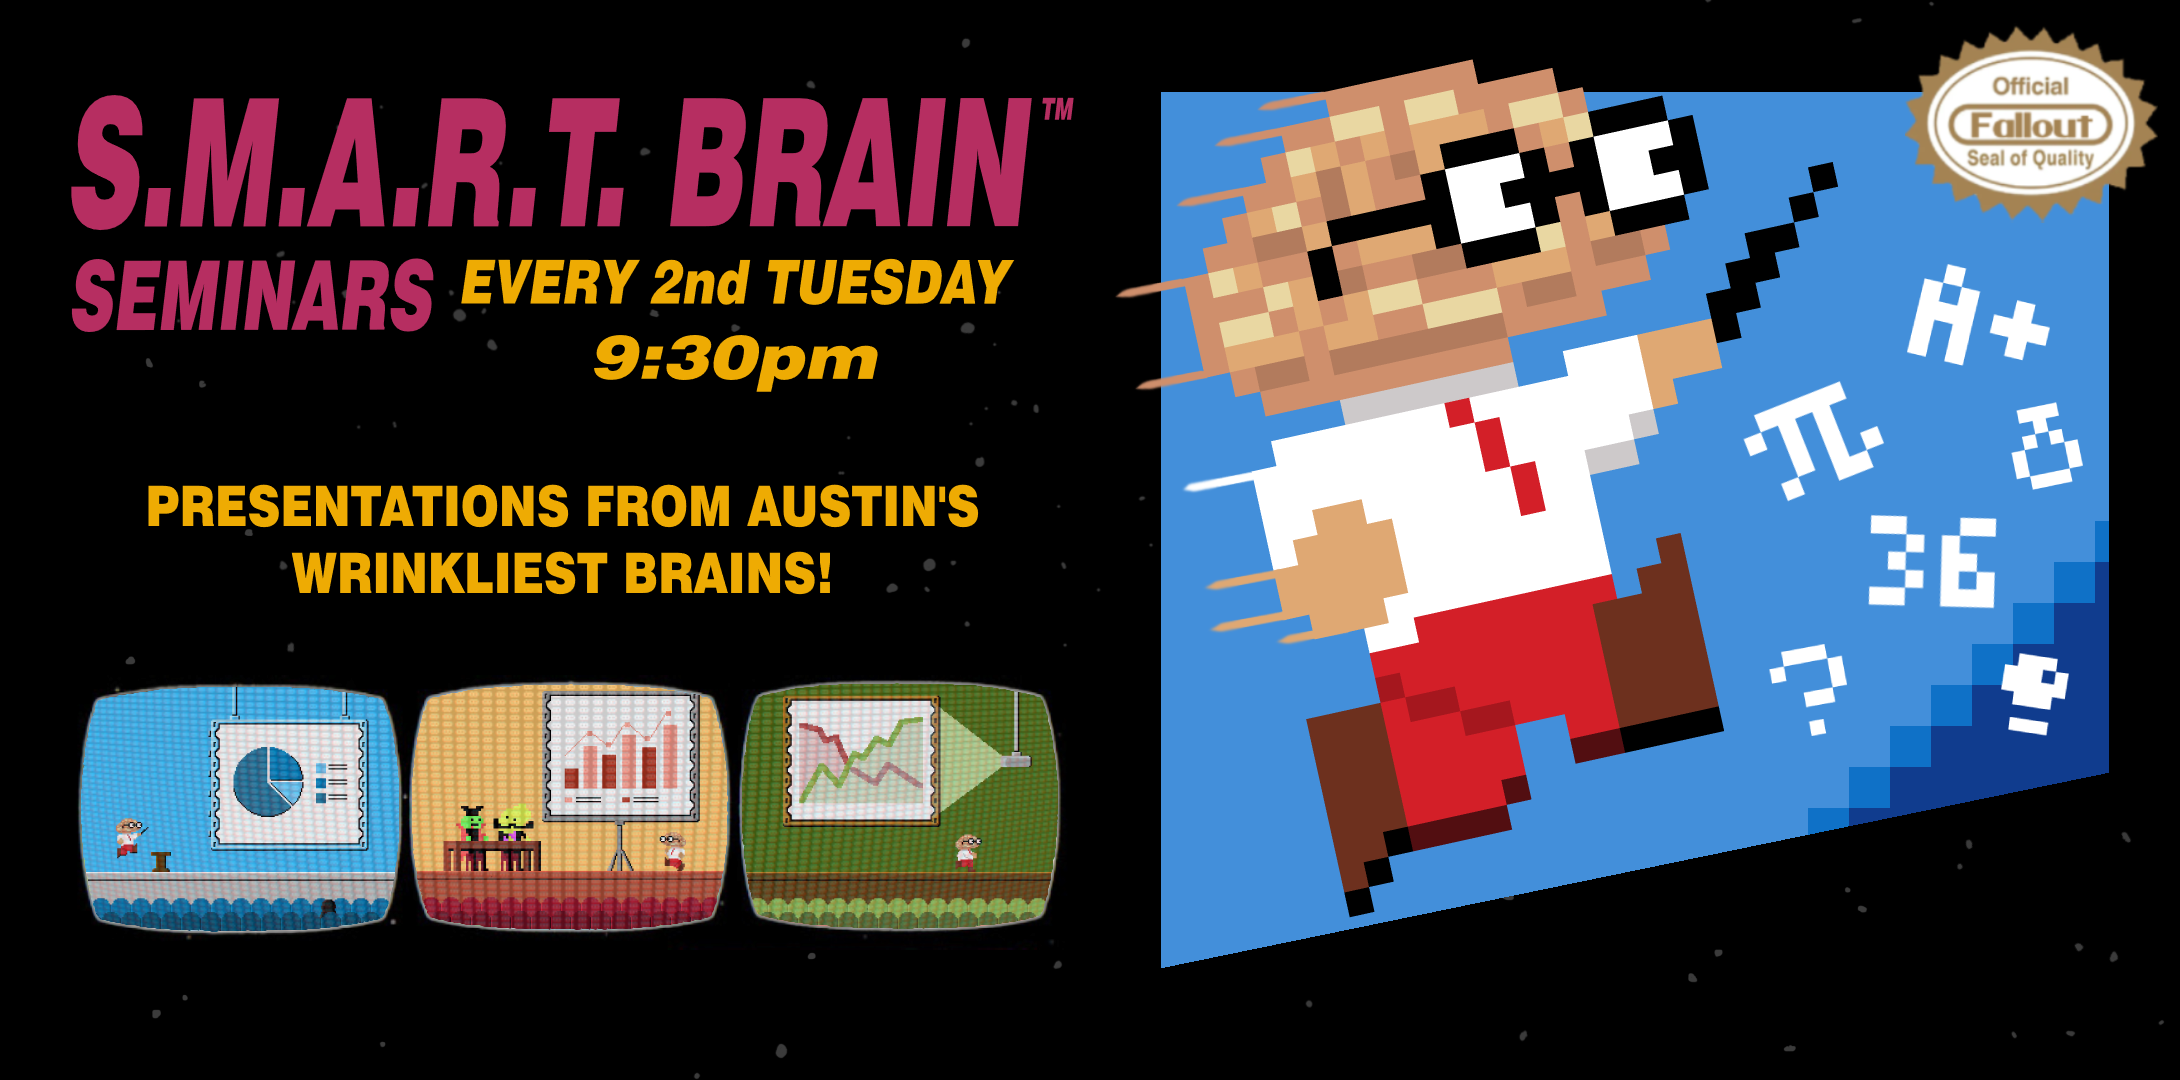 S.M.A.R.T. BRAIN™
SEMINARS
EVERY 2nd TUESDAY
9:30pm
PRESENTATIONS FROM AUSTIN'S
WRINKLIEST BRAINS!
Official
Fallout
Seal of Quality
A+
π
36
?